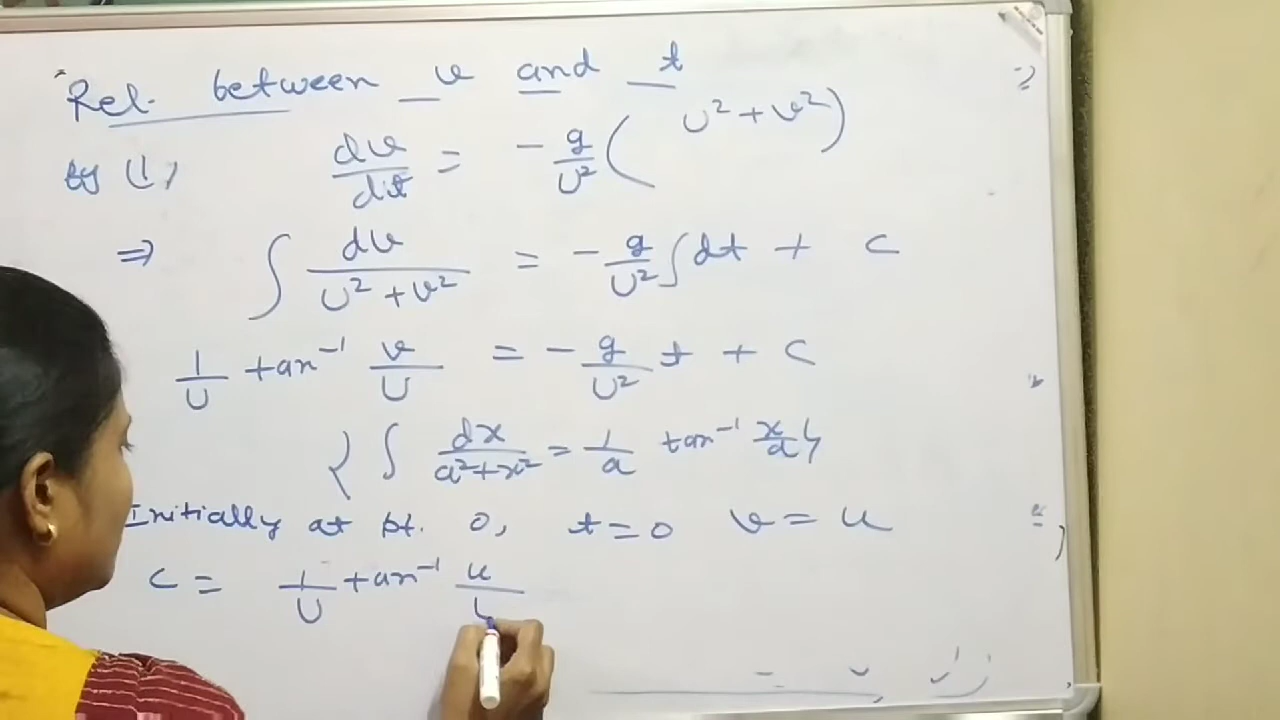 Rel. between v and t
by (1) dv/dt = - g/U² ( U² + v² )
⇒ ∫ dv/(U² + v²) = - g/U² ∫ dt + c
1/U tan⁻¹ v/U = - g/U² t + c
{ ∫ dx/(a²+x²) = 1/a tan⁻¹ x/a }
Initially at pt. O, t = 0 v = u
c = 1/U tan⁻¹ u/